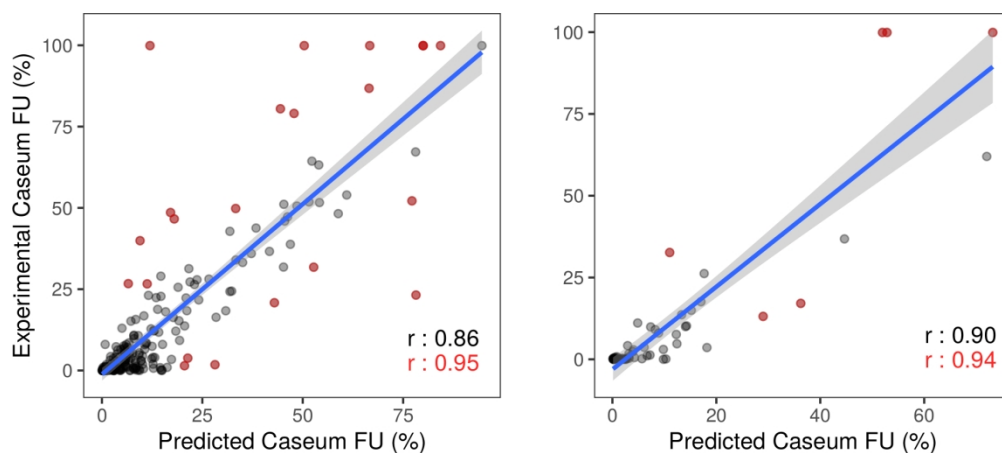 Experimental Caseum FU (%)
100
75
50
25
0
r : 0.86
r : 0.95
0 25 50 75
Predicted Caseum FU (%)
100
75
50
25
0
r : 0.90
r : 0.94
0 20 40 60
Predicted Caseum FU (%)